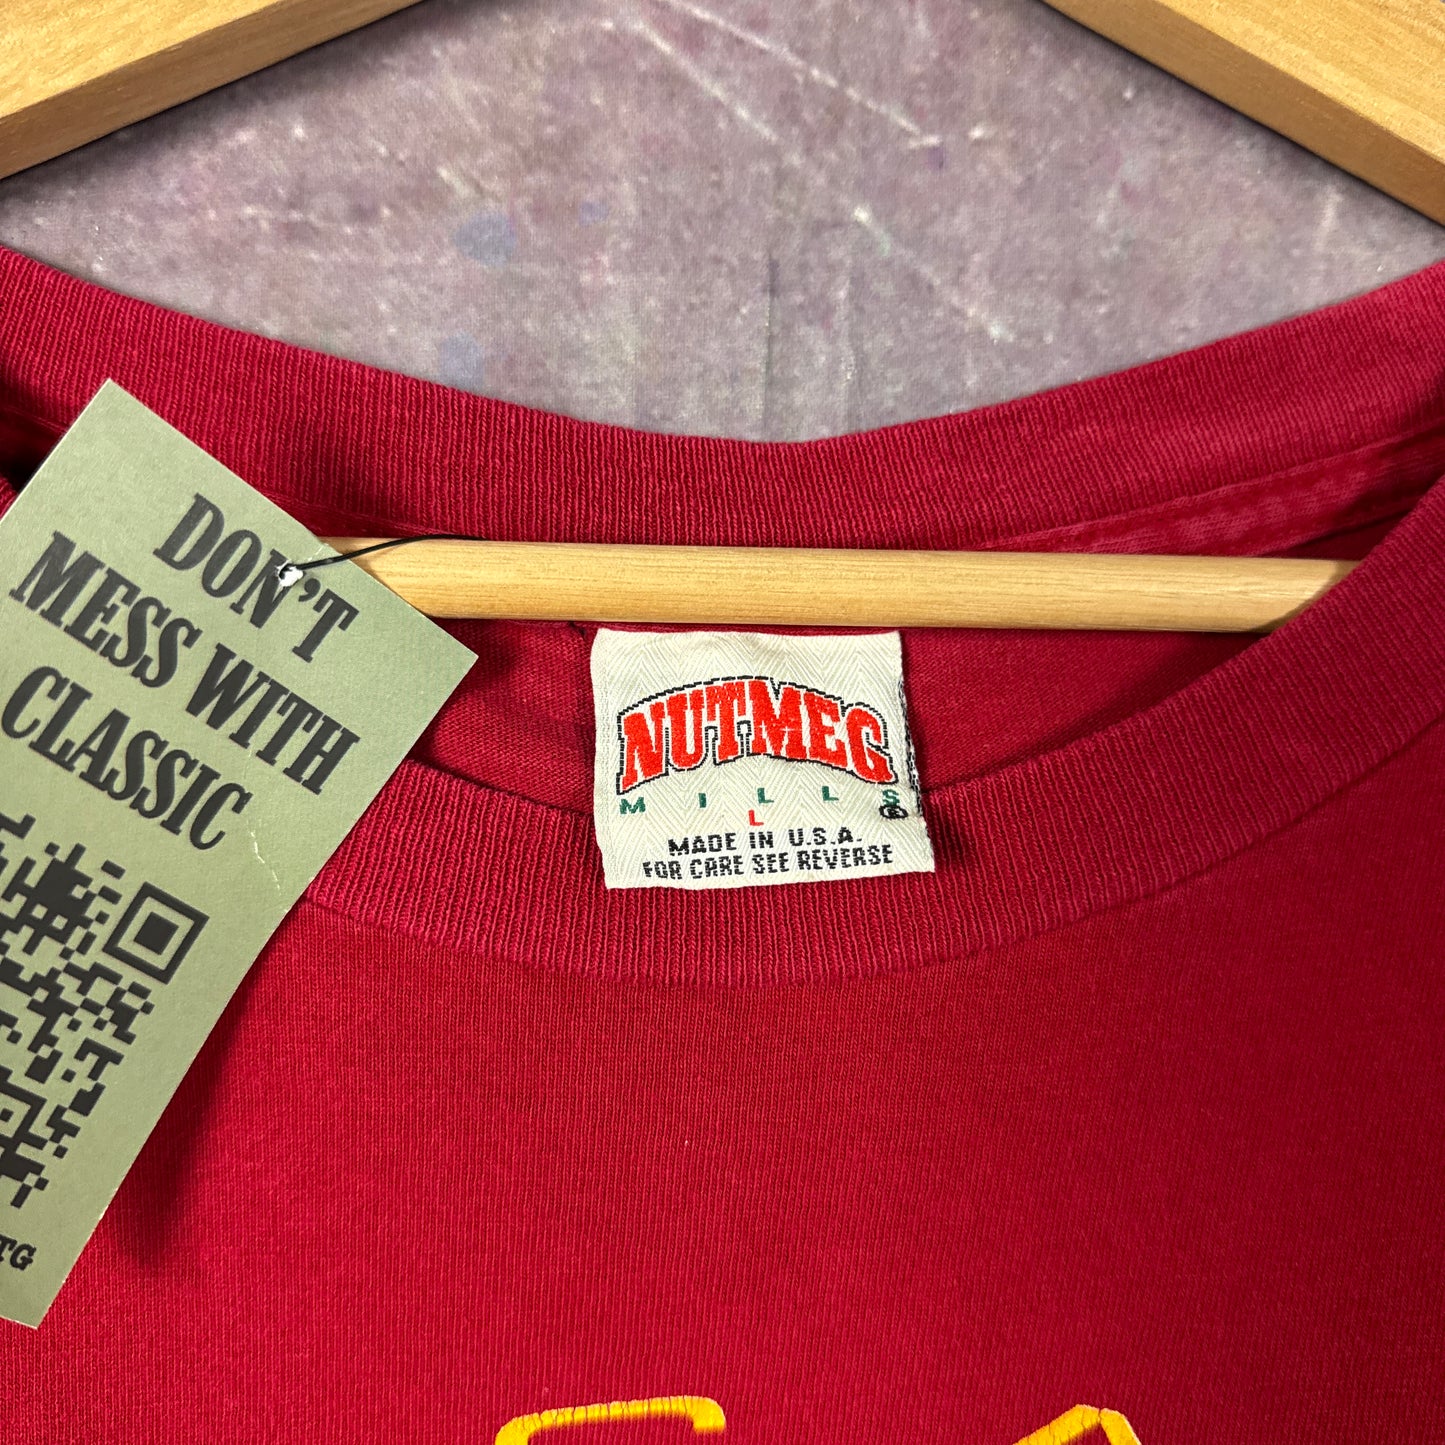 DON'T
MESS WITH
CLASSIC
TG
NUTMEG
MILLS®
L
MADE IN U.S.A.
FOR CARE SEE REVERSE